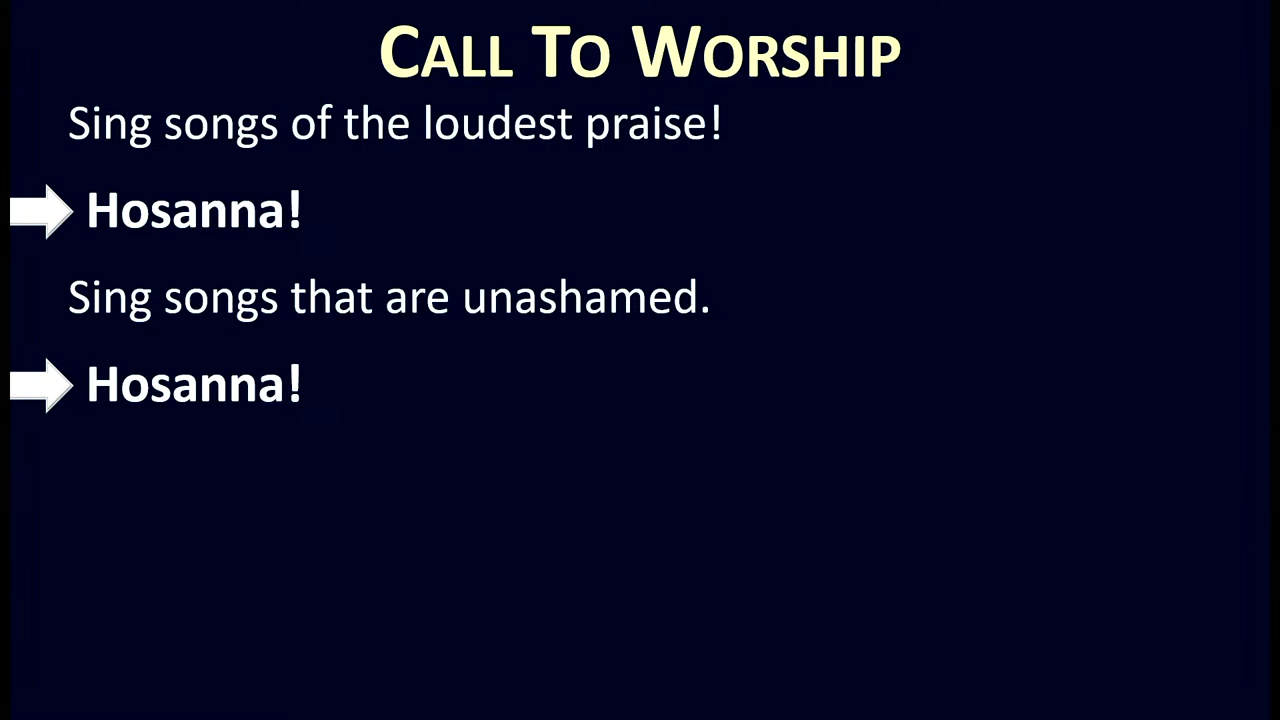 CALL TO WORSHIP
Sing songs of the loudest praise!
Hosanna!
Sing songs that are unashamed.
Hosanna!